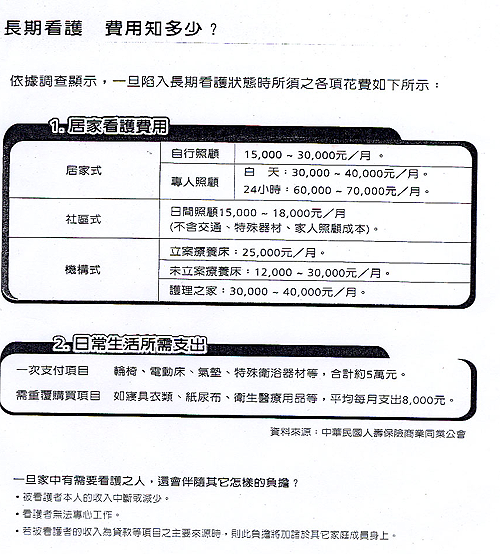 長期看護　費用知多少？
依據調查顯示，一旦陷入長期看護狀態時所須之各項花費如下所示：
1. 居家看護費用
居家式
自行照顧　15,000 ~ 30,000元／月。
專人照顧
白　天：30,000 ~ 40,000元／月。
24小時：60,000 ~ 70,000元／月。
社區式
日間照顧15,000 ~ 18,000元／月
(不含交通、特殊器材、家人照顧成本)。
機構式
立案療養床：25,000元／月。
未立案療養床：12,000 ~ 30,000元／月。
護理之家：30,000 ~ 40,000元／月。
2. 日常生活所需支出
一次支付項目　輪椅、電動床、氣墊、特殊衛浴器材等，合計約5萬元。
需重覆購買項目　如寢具衣類、紙尿布、衛生醫療用品等，平均每月支出8,000元。
資料來源：中華民國人壽保險商業同業公會
一旦家中有需要看護之人，還會伴隨其它怎樣的負擔？
・被看護者本人的收入中斷或減少。
・看護者無法專心工作。
・若被看護者的收入為貸款等項目之主要來源時，則此負擔將加諸於其它家庭成員身上。